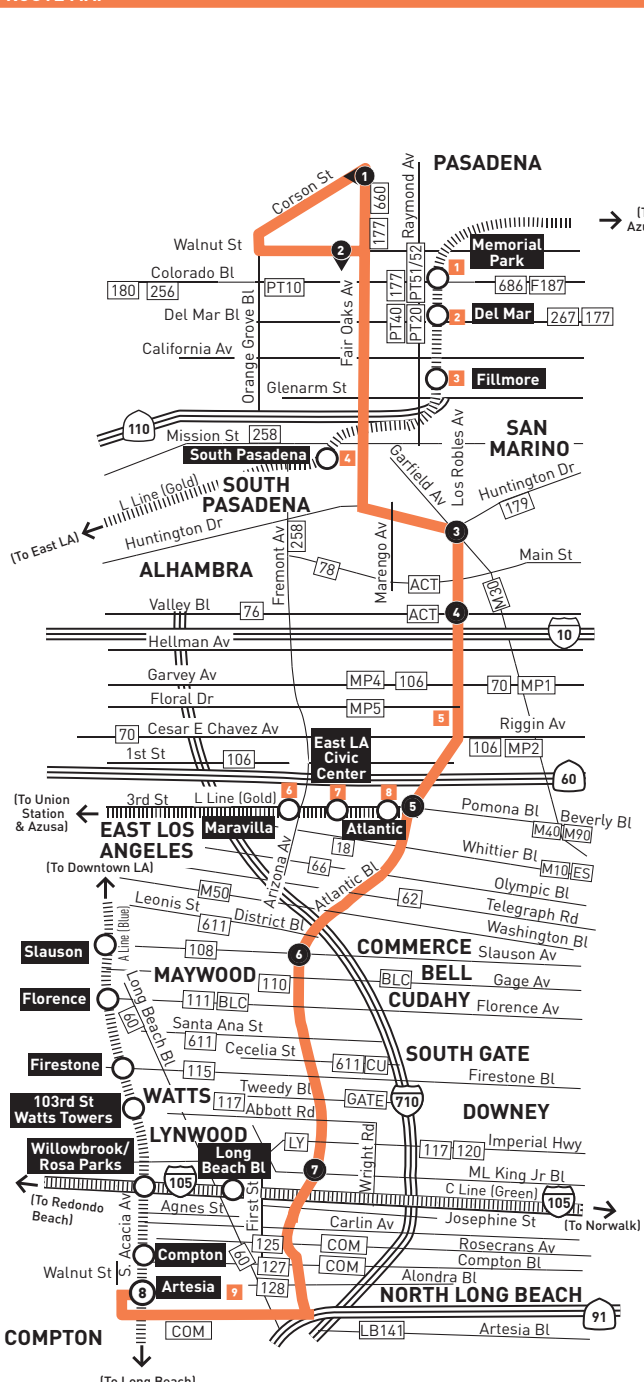 PASADENA
Corson St
1
660
177
Raymond Av
(T
Azu
Walnut St
2
Memorial
Park
1
Colorado Bl
180
256
PT10
177
PT51/52
686
F187
Orange Grove Bl
Fair Oaks Av
Del Mar Bl
PT40
PT20
2
Del Mar
267
177
California Av
Glenarm St
3
Fillmore
110
Mission St
258
South Pasadena
4
Los Robles Av
Garfield Av
SAN
MARINO
L Line (Gold)
SOUTH
PASADENA
Huntington Dr
179
(To East LA)
Huntington Dr
Fremont Av
258
Marengo Av
3
Main St
ALHAMBRA
78
ACT
M30
Valley Bl
76
ACT
4
10
Hellman Av
Garvey Av
MP4
106
70
MP1
Floral Dr
MP5
5
70
Cesar E Chavez Av
Riggin Av
1st St
106
East LA
Civic
Center
106
MP2
60
(To Union
Station
& Azusa)
3rd St
L Line (Gold)
6
7
8
5
Pomona Bl
Beverly Bl
EAST LOS
ANGELES
Maravilla
Atlantic
M40
M90
(To Downtown LA)
Arizona Av
18
66
Atlantic Bl
Whittier Bl
M10
ES
Olympic Bl
M50
62
Telegraph Rd
Leonis St
611
District Bl
Washington Bl
Slauson
A Line (Blue)
108
6
COMMERCE
Slauson Av
MAYWOOD
110
BLC
BELL
Gage Av
Florence
60
Long Beach Bl
111
BLC
CUDAHY
Florence Av
Santa Ana St
611
Cecelia St
611
CU
SOUTH GATE
Firestone
115
Firestone Bl
103rd St
Watts Towers
WATTS
117
Tweedy Bl
Abbott Rd
GATE
710
DOWNEY
LYNWOOD
LY
Wright Rd
117
120
Imperial Hwy
Willowbrook/
Rosa Parks
Long
Beach Bl
7
ML King Jr Bl
105
C Line (Green)
105
(To Redondo
Beach)
Agnes St
First St
Josephine St
(To Norwalk)
S. Acacia Av
Carlin Av
125
COM
Rosecrans Av
Compton
60
127
COM
Compton Bl
Walnut St
128
Alondra Bl
8
Artesia
9
NORTH LONG BEACH
91
COMPTON
COM
LB141
Artesia Bl
(To Long Beach)